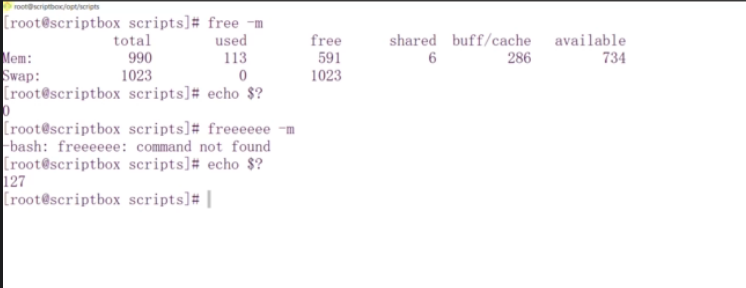 root@scriptbox:/opt/scripts
[root@scriptbox scripts]# free -m
total used free shared buff/cache available
Mem: 990 113 591 6 286 734
Swap: 1023 0 1023
[root@scriptbox scripts]# echo $?
0
[root@scriptbox scripts]# freeeeee -m
-bash: freeeeee: command not found
[root@scriptbox scripts]# echo $?
127
[root@scriptbox scripts]#